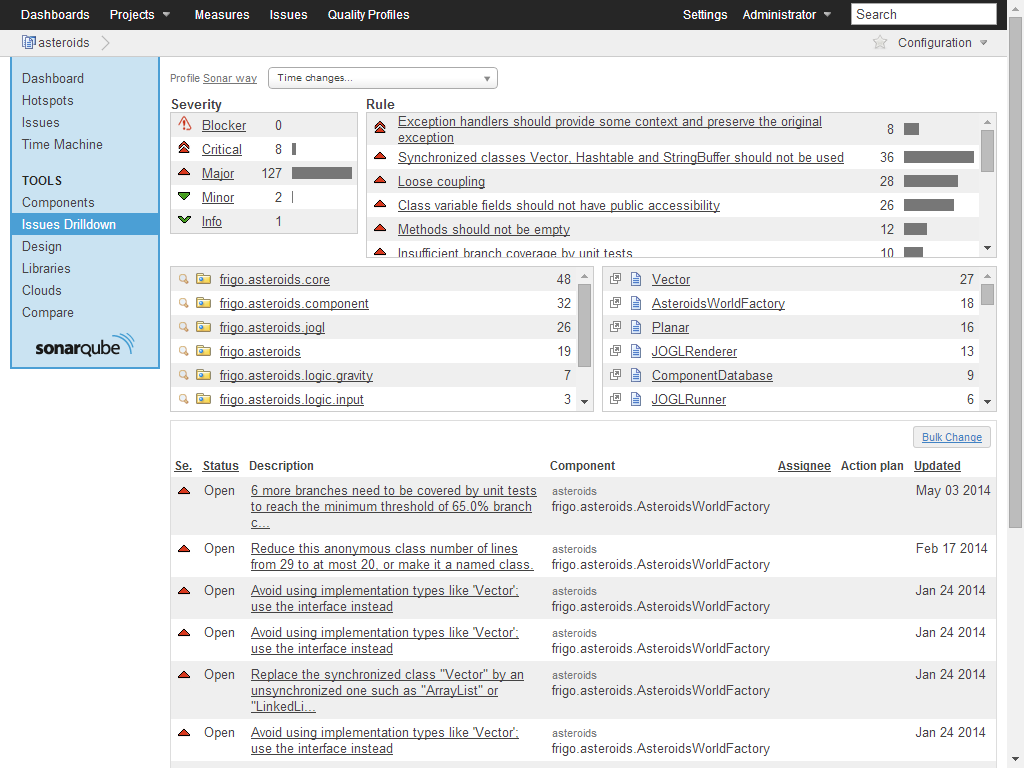 Dashboards Projects Measures Issues Quality Profiles Settings Administrator Search
asteroids Configuration
Dashboard
Hotspots
Issues
Time Machine
TOOLS
Components
Issues Drilldown
Design
Libraries
Clouds
Compare
sonarqube
Profile Sonar way Time changes...
Severity
Blocker 0
Critical 8
Major 127
Minor 2
Info 1
Rule
Exception handlers should provide some context and preserve the original
exception 8
Synchronized classes Vector, Hashtable and StringBuffer should not be used 36
Loose coupling 28
Class variable fields should not have public accessibility 26
Methods should not be empty 12
Insufficient branch coverage by unit tests 10
frigo.asteroids.core 48
frigo.asteroids.component 32
frigo.asteroids.jogl 26
frigo.asteroids 19
frigo.asteroids.logic.gravity 7
frigo.asteroids.logic.input 3
Vector 27
AsteroidsWorldFactory 18
Planar 16
JOGLRenderer 13
ComponentDatabase 9
JOGLRunner 6
Bulk Change
Se. Status Description Component Assignee Action plan Updated
Open 6 more branches need to be covered by unit tests asteroids May 03 2014
to reach the minimum threshold of 65.0% branch frigo.asteroids.AsteroidsWorldFactory
c...
Open Reduce this anonymous class number of lines asteroids Feb 17 2014
from 29 to at most 20, or make it a named class. frigo.asteroids.AsteroidsWorldFactory
Open Avoid using implementation types like 'Vector'; asteroids Jan 24 2014
use the interface instead frigo.asteroids.AsteroidsWorldFactory
Open Avoid using implementation types like 'Vector'; asteroids Jan 24 2014
use the interface instead frigo.asteroids.AsteroidsWorldFactory
Open Replace the synchronized class "Vector" by an asteroids Jan 24 2014
unsynchronized one such as "ArrayList" or frigo.asteroids.AsteroidsWorldFactory
"LinkedLi...
Open Avoid using implementation types like 'Vector'; asteroids Jan 24 2014
use the interface instead frigo.asteroids.AsteroidsWorldFactory